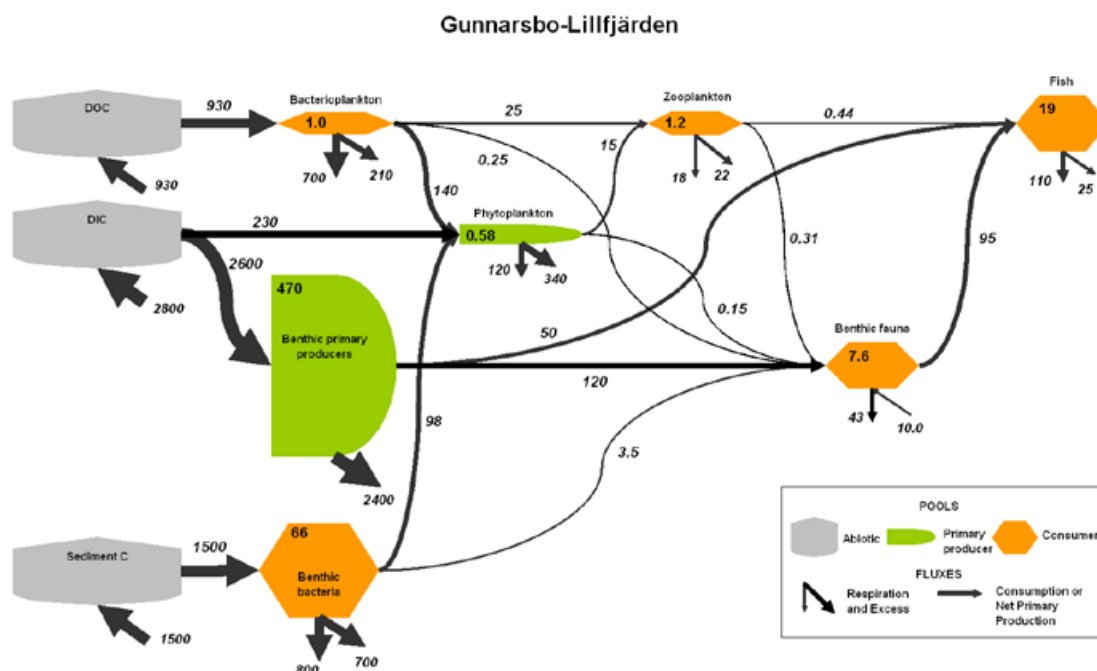 Gunnarsbo-Lillfjärden
DOC
930
930
Bacterioplankton
1.0
700
210
25
0.25
140
Zooplankton
1.2
18
22
0.44
0.31
15
Fish
19
110
25
DIC
230
2600
2800
Phytoplankton
0.58
120
340
0.15
470
Benthic primary
producers
2400
50
120
95
Benthic fauna
7.6
43
10.0
98
3.5
Sediment C
1500
1500
66
Benthic
bacteria
800
700
POOLS
Abiotic
Primary
producer
Consumer
FLUXES
Respiration
and Excess
Consumption or
Net Primary
Production